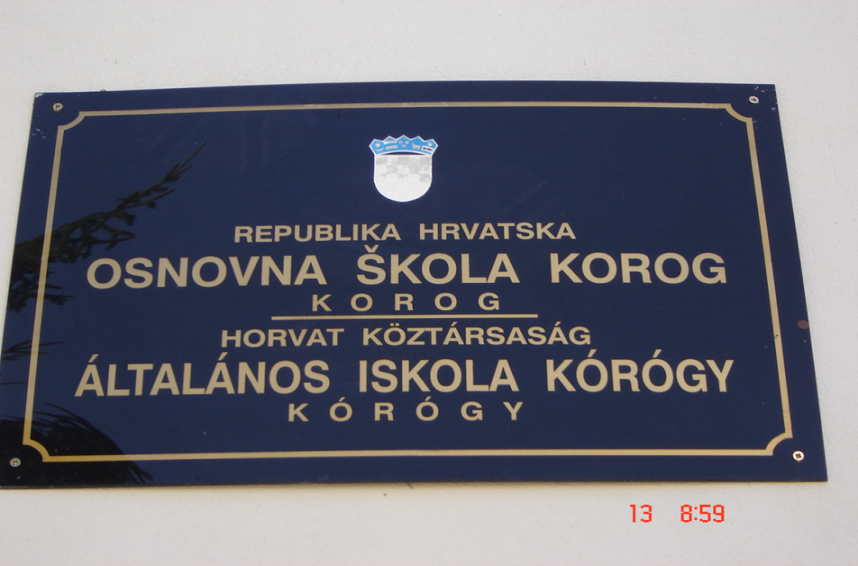 REPUBLIKA HRVATSKA
OSNOVNA ŠKOLA KOROG
KOROG
HORVAT KÖZTÁRSASÁG
ÁLTALÁNOS ISKOLA KÓRÓGY
KÓRÓGY
13 8:59